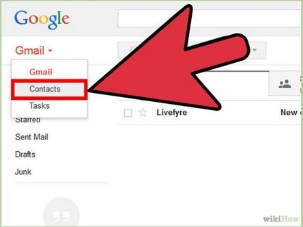 Google
Gmail
Gmail
Contacts
Tasks
Starred
Sent Mail
Drafts
Junk
Livefyre
New
wikiHow